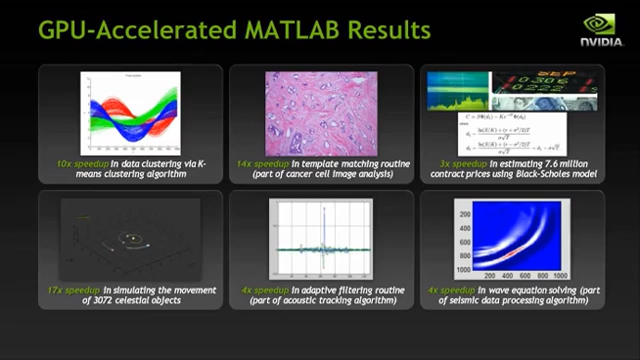 GPU-Accelerated MATLAB Results
NVIDIA
10x speedup in data clustering via K-
means clustering algorithm
14x speedup in template matching routine
(part of cancer cell image analysis)
3x speedup in estimating 7.6 million
contract prices using Black-Scholes model
17x speedup in simulating the movement
of 3072 celestial objects
4x speedup in adaptive filtering routine
(part of acoustic tracking algorithm)
200
400
600
800
1000
200 400 600 800 1000
4x speedup in wave equation solving (part
of seismic data processing algorithm)